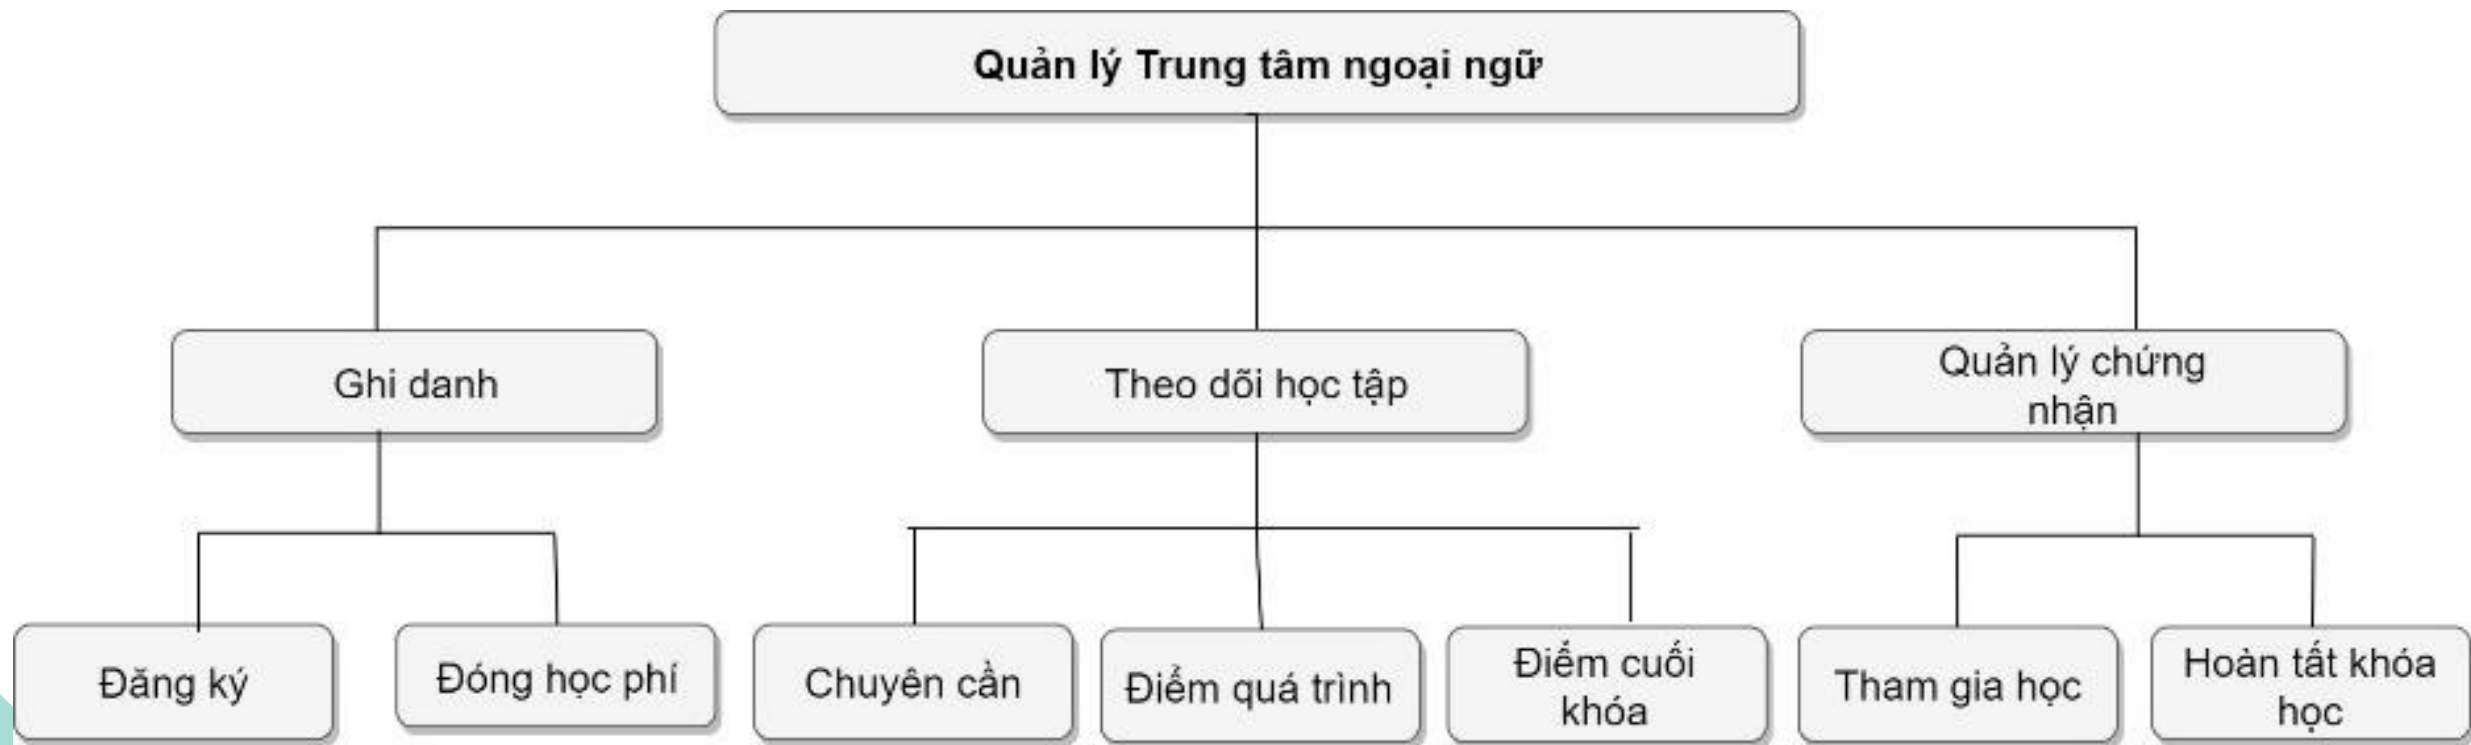 Quản lý Trung tâm ngoại ngữ
Ghi danh
Theo dõi học tập
Quản lý chứng
nhận
Đăng ký
Đóng học phí
Chuyên cần
Điểm quá trình
Điểm cuối
khóa
Tham gia học
Hoàn tất khóa
học